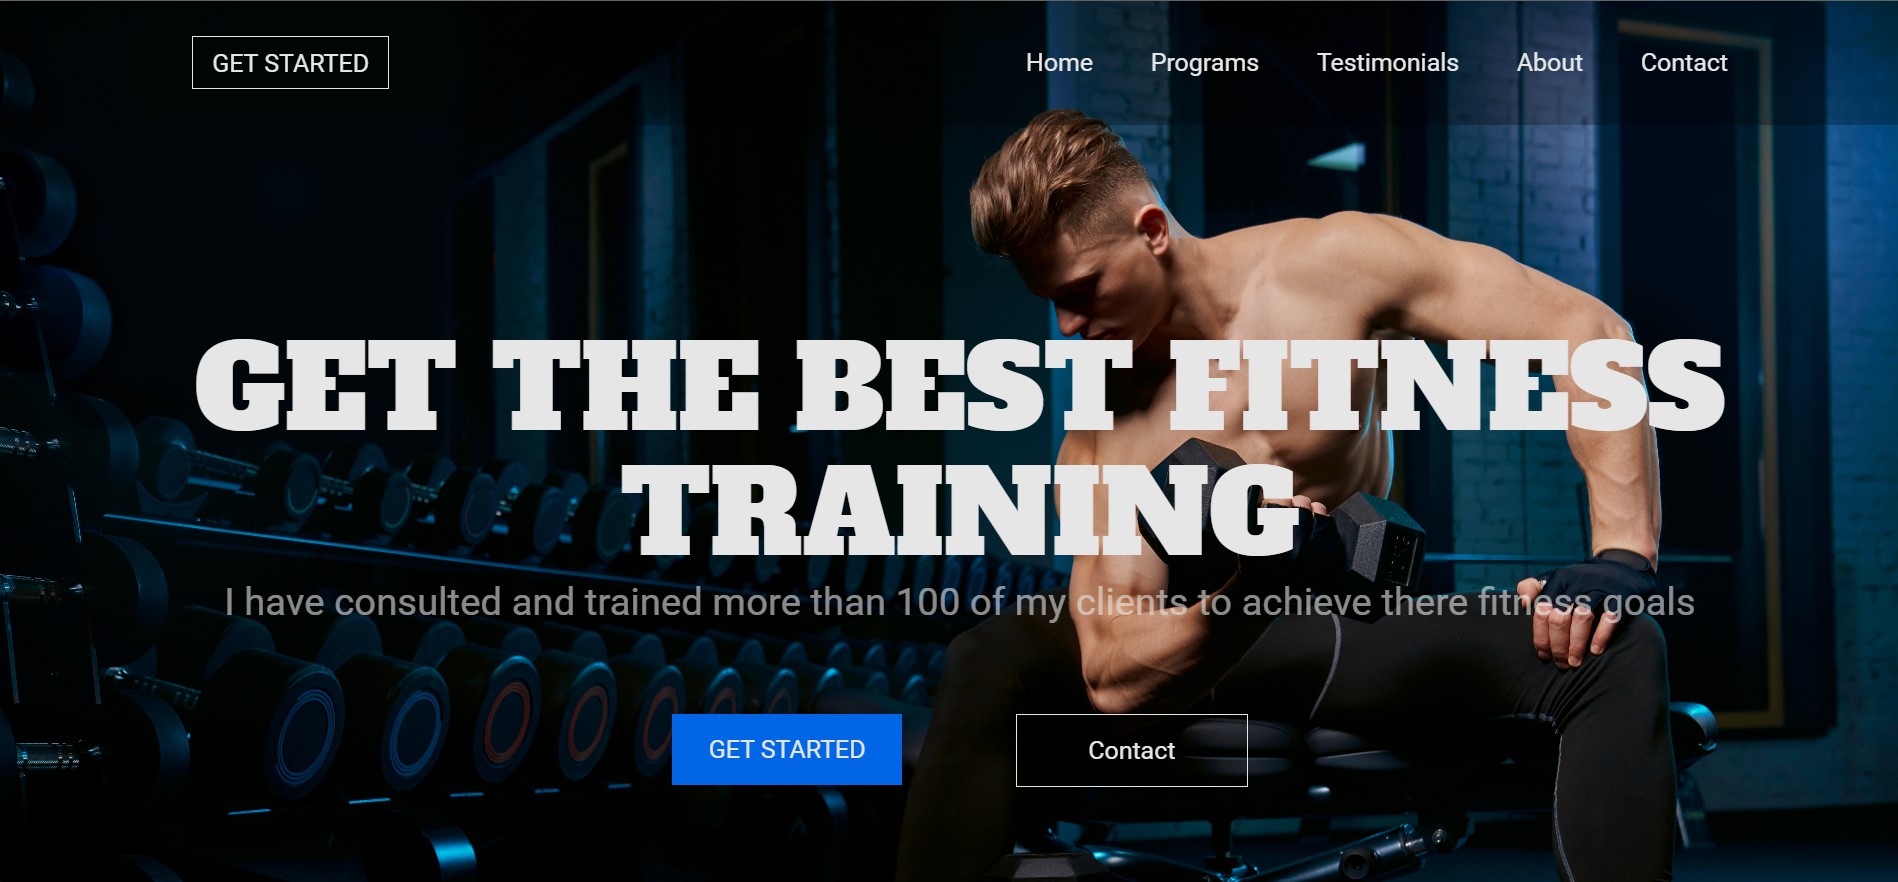 GET STARTED
Home Programs Testimonials About Contact
GET THE BEST FITNESS
TRAINING
I have consulted and trained more than 100 of my clients to achieve there fitness goals
GET STARTED
Contact